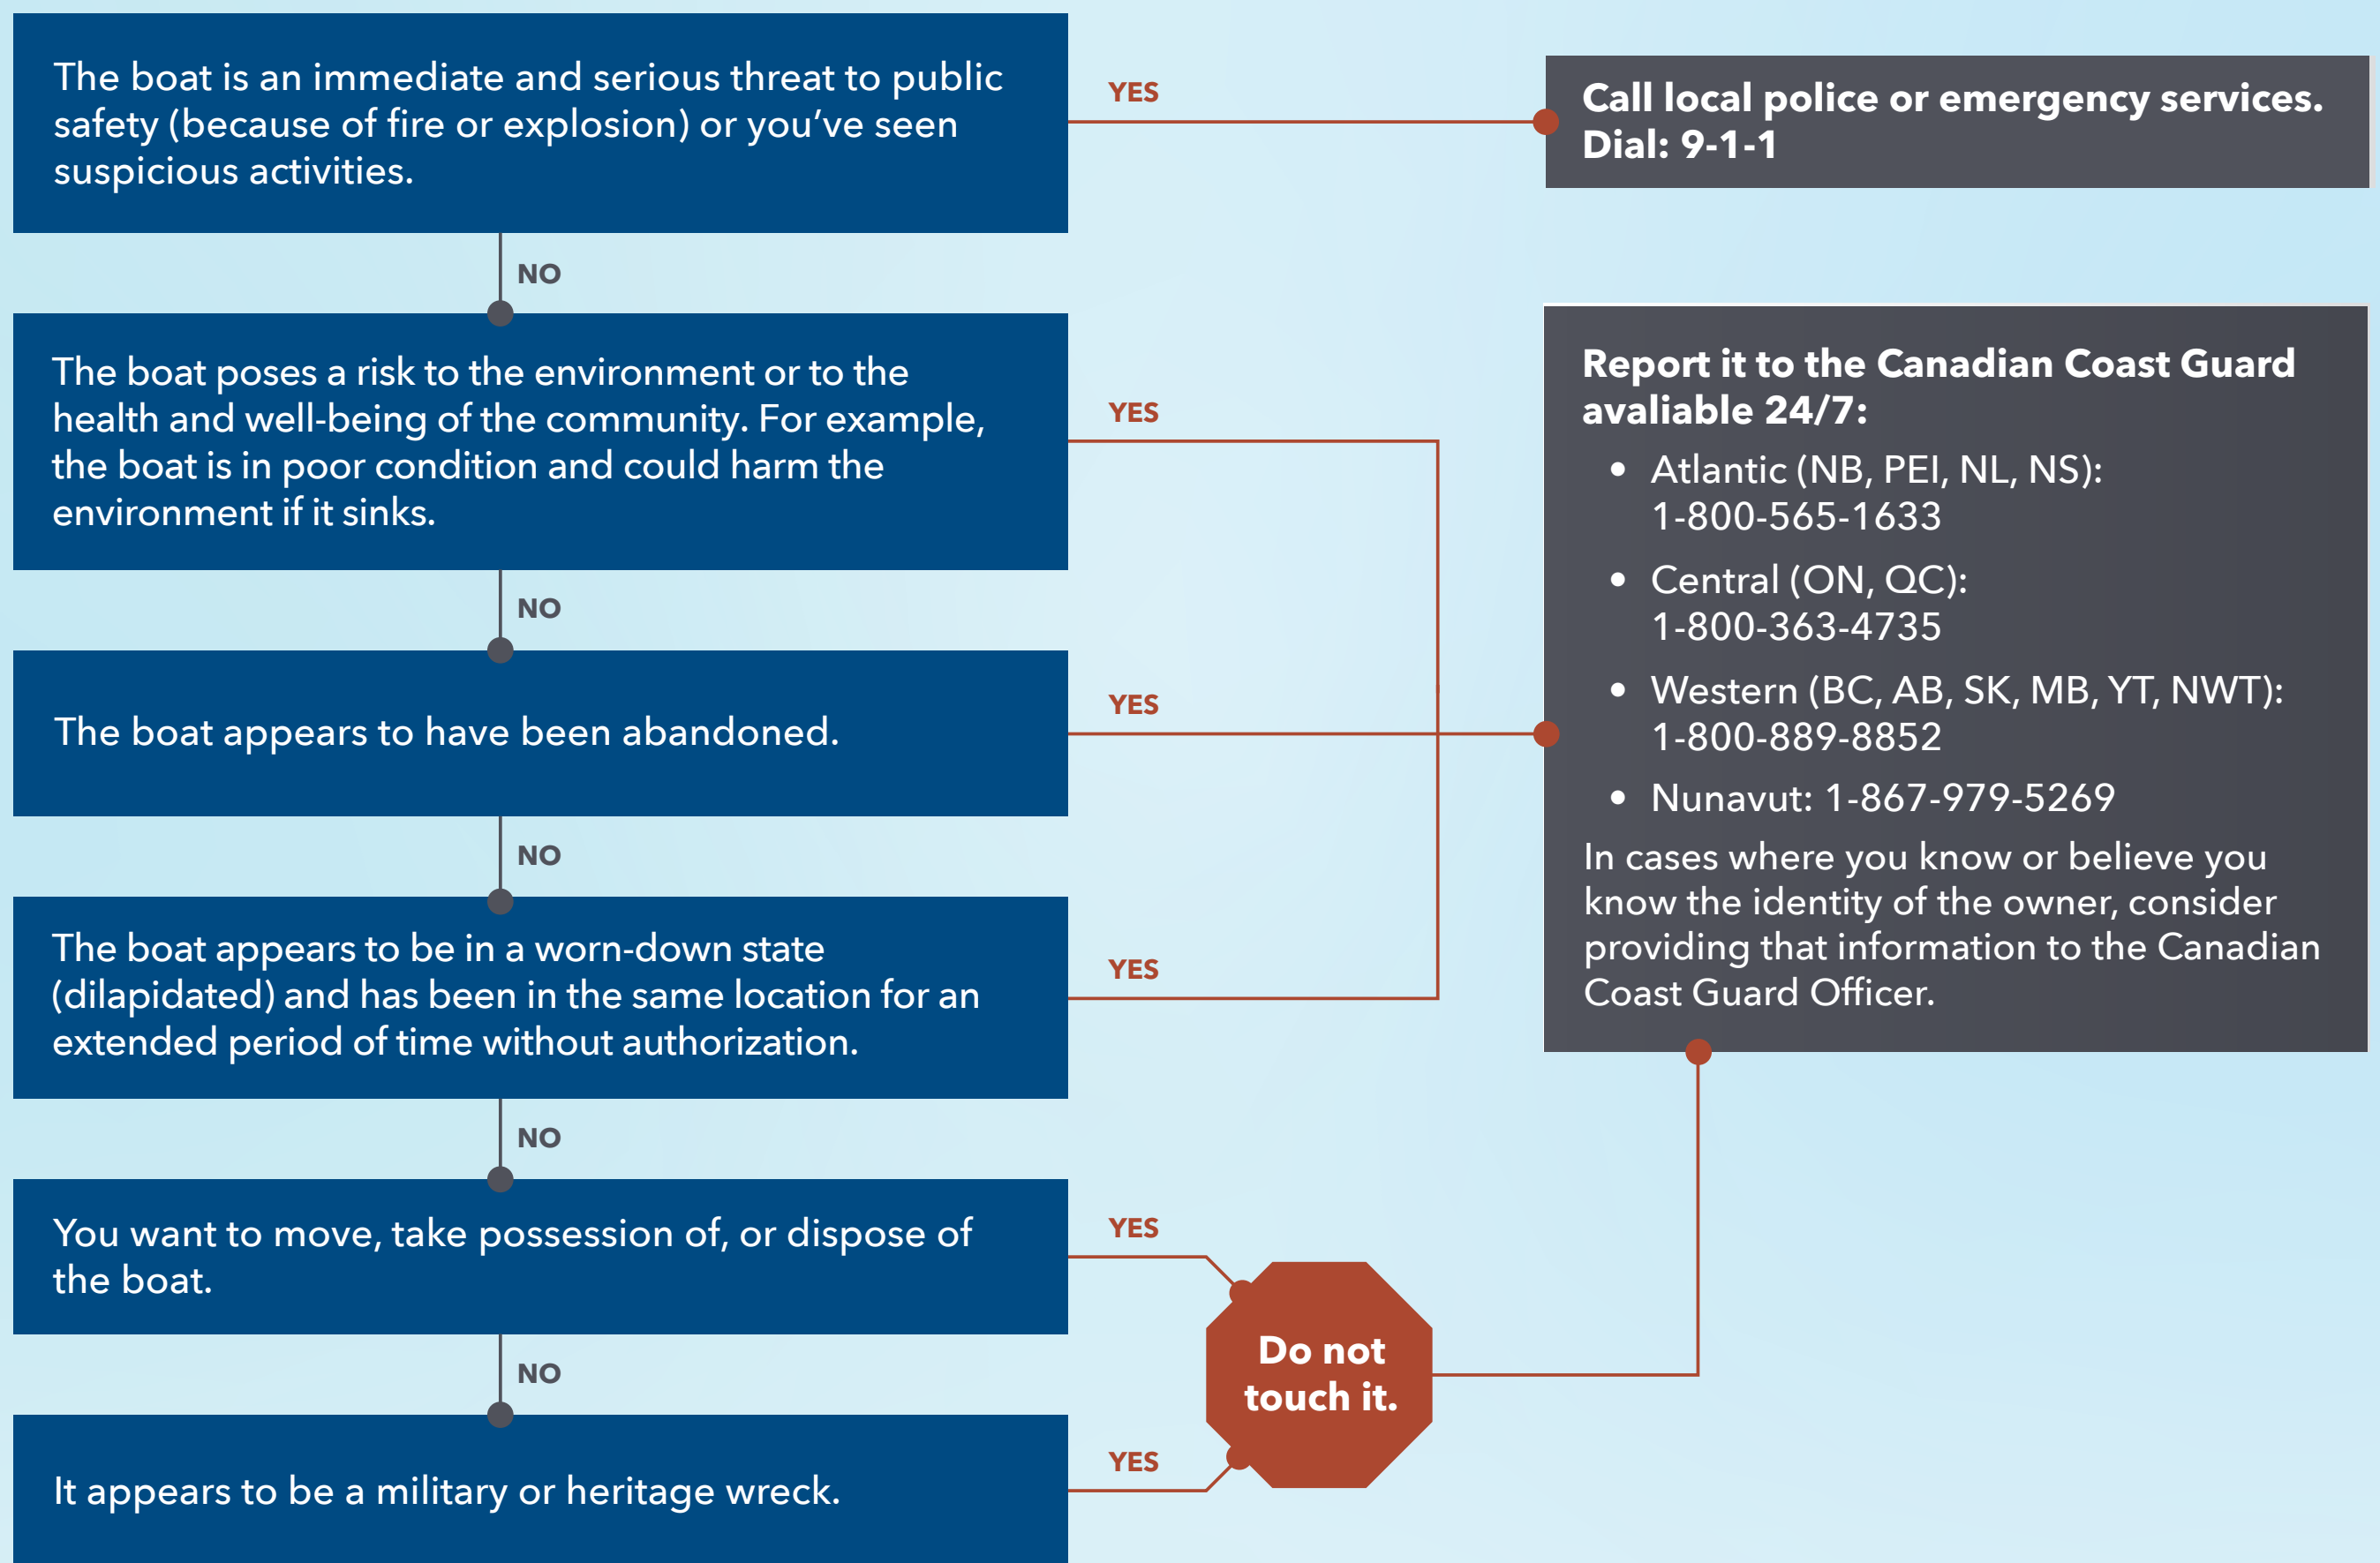 The boat is an immediate and serious threat to public
safety (because of fire or explosion) or you’ve seen
suspicious activities.
YES
Call local police or emergency services.
Dial: 9-1-1
NO
The boat poses a risk to the environment or to the
health and well-being of the community. For example,
the boat is in poor condition and could harm the
environment if it sinks.
YES
NO
The boat appears to have been abandoned.
YES
NO
The boat appears to be in a worn-down state
(dilapidated) and has been in the same location for an
extended period of time without authorization.
YES
Report it to the Canadian Coast Guard
avaliable 24/7:
• Atlantic (NB, PEI, NL, NS):
1-800-565-1633
• Central (ON, QC):
1-800-363-4735
• Western (BC, AB, SK, MB, YT, NWT):
1-800-889-8852
• Nunavut: 1-867-979-5269
In cases where you know or believe you
know the identity of the owner, consider
providing that information to the Canadian
Coast Guard Officer.
NO
You want to move, take possession of, or dispose of
the boat.
YES
NO
It appears to be a military or heritage wreck.
YES
Do not
touch it.